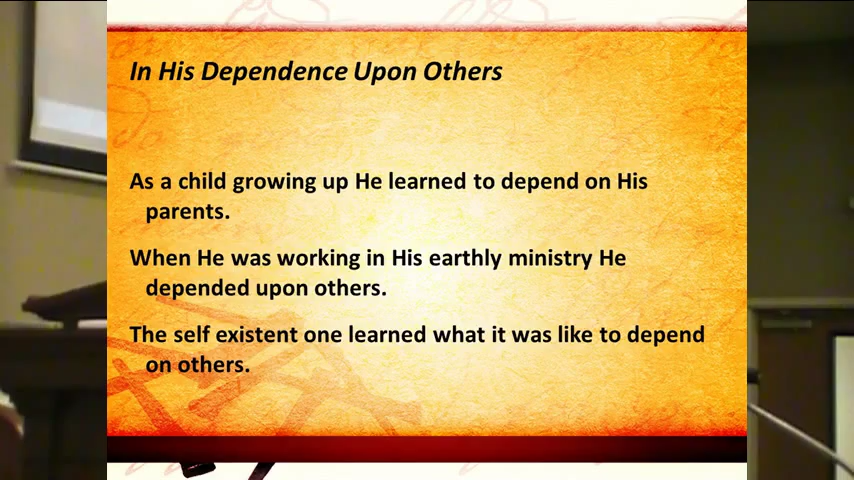 In His Dependence Upon Others
As a child growing up He learned to depend on His
parents.
When He was working in His earthly ministry He
depended upon others.
The self existent one learned what it was like to depend
on others.